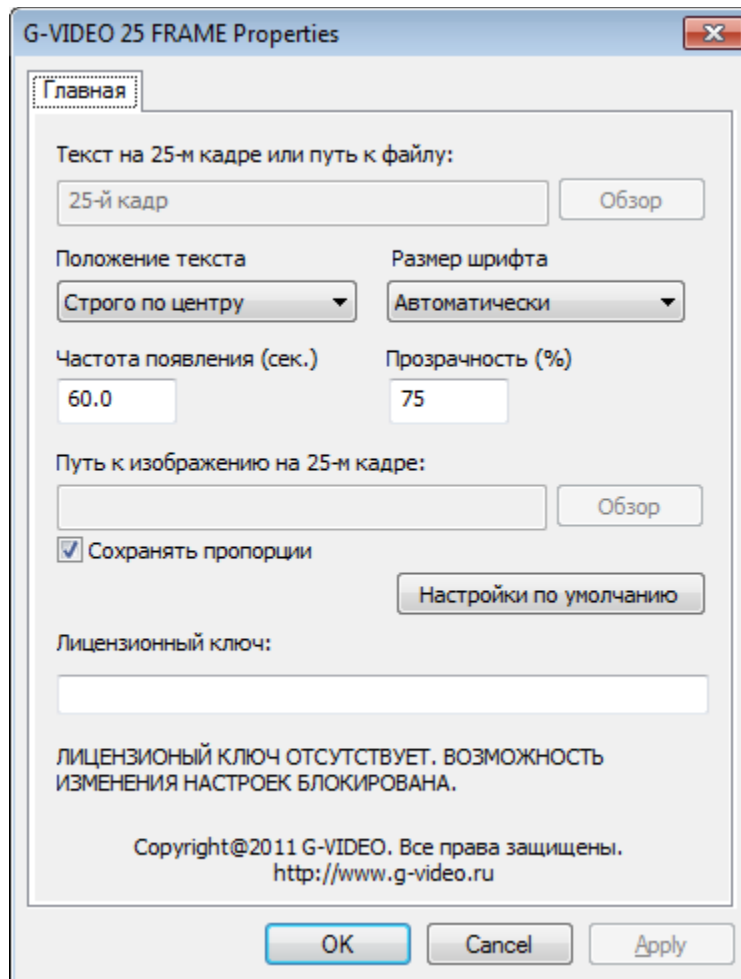 G-VIDEO 25 FRAME Properties
Главная
Текст на 25-м кадре или путь к файлу:
25-й кадр
Обзор
Положение текста
Размер шрифта
Строго по центру
Автоматически
Частота появления (сек.)
Прозрачность (%)
60.0
75
Путь к изображению на 25-м кадре:
Обзор
Сохранять пропорции
Настройки по умолчанию
Лицензионный ключ:
ЛИЦЕНЗИОНЫЙ КЛЮЧ ОТСУТСТВУЕТ. ВОЗМОЖНОСТЬ
ИЗМЕНЕНИЯ НАСТРОЕК БЛОКИРОВАНА.
Copyright@2011 G-VIDEO. Все права защищены.
http://www.g-video.ru
OK
Cancel
Apply